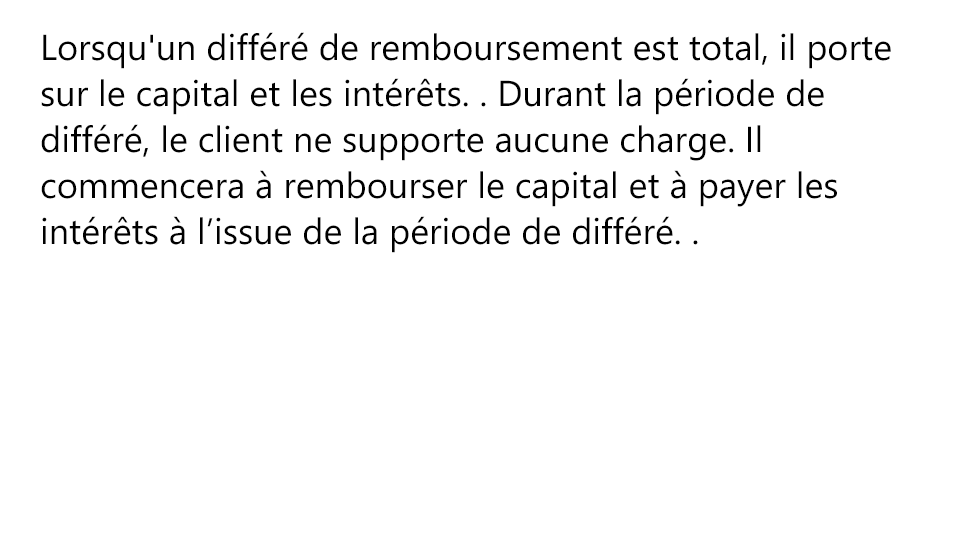 Lorsqu'un différé de remboursement est total, il porte
sur le capital et les intérêts. . Durant la période de
différé, le client ne supporte aucune charge. Il
commencera à rembourser le capital et à payer les
intérêts à l’issue de la période de différé. .